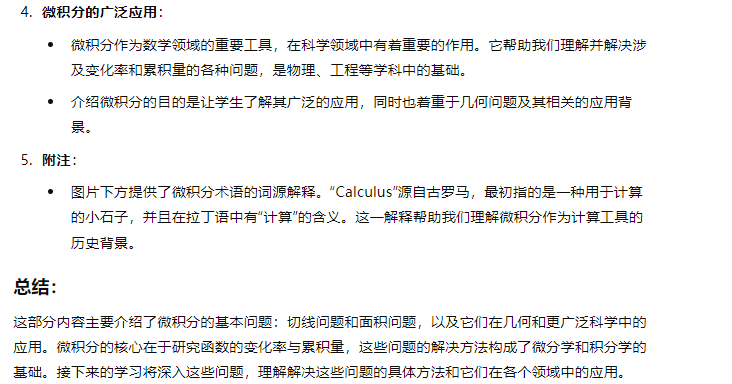 4. 微积分的广泛应用：
• 微积分作为数学领域的重要工具，在科学领域中有着重要的作用。它帮助我们理解并解决涉
及变化率和累积量的各种问题，是物理、工程等学科中的基础。
• 介绍微积分的目的是让学生了解其广泛的应用，同时也着重于几何问题及其相关的应用背
景。
5. 附注：
• 图片下方提供了微积分术语的词源解释。“Calculus”源自古罗马，最初指的是一种用于计算
的小石子，并且在拉丁语中有“计算”的含义。这一解释帮助我们理解微积分作为计算工具的
历史背景。
总结：
这部分内容主要介绍了微积分的基本问题：切线问题和面积问题，以及它们在几何和更广泛科学中的
应用。微积分的核心在于研究函数的变化率与累积量，这些问题的解决方法构成了微分学和积分学的
基础。接下来的学习将深入这些问题，理解解决这些问题的具体方法和它们在各个领域中的应用。